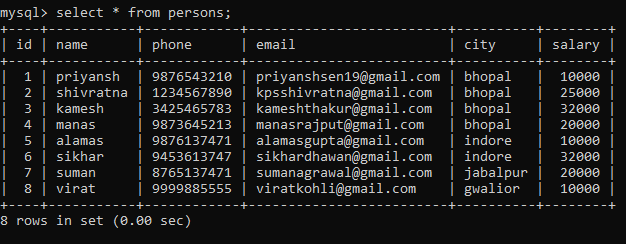 mysql> select * from persons;
+----+-----------+------------+-------------------------+----------+--------+
| id | name      | phone      | email                   | city     | salary |
+----+-----------+------------+-------------------------+----------+--------+
|  1 | priyansh  | 9876543210 | priyanshsen19@gmail.com | bhopal   |  10000 |
|  2 | shivratna | 1234567890 | kpsshivratna@gmail.com  | bhopal   |  25000 |
|  3 | kamesh    | 3425465783 | kameshthakur@gmail.com  | bhopal   |  32000 |
|  4 | manas     | 9873645213 | manasrajput@gmail.com   | bhopal   |  20000 |
|  5 | alamas    | 9876137471 | alamasgupta@gmail.com   | indore   |  10000 |
|  6 | sikhar    | 9453613747 | sikhardhawan@gmail.com  | indore   |  32000 |
|  7 | suman     | 8765137471 | sumanagrawal@gmail.com  | jabalpur |  20000 |
|  8 | virat     | 9999885555 | viratkohli@gmail.com    | gwalior  |  10000 |
+----+-----------+------------+-------------------------+----------+--------+
8 rows in set (0.00 sec)